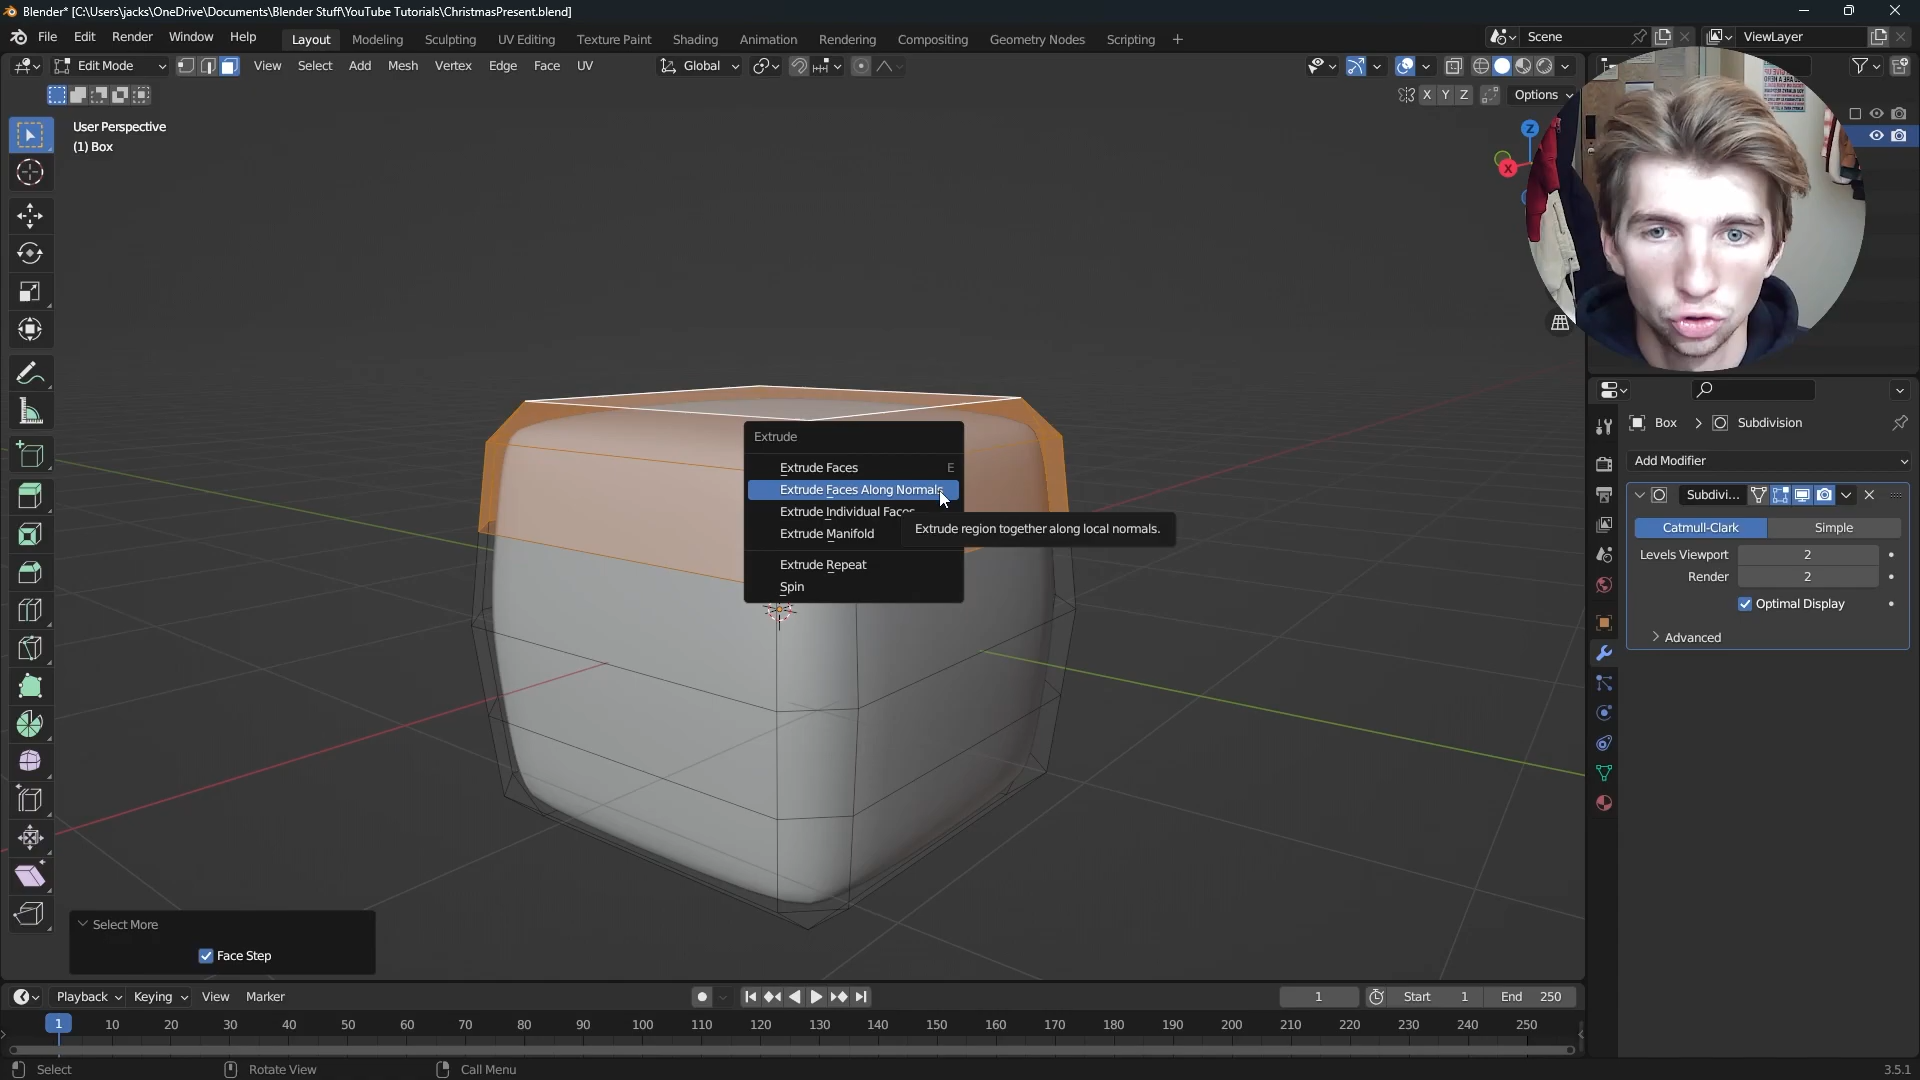 Blender* [C:\Users\jacks\OneDrive\Documents\Blender Stuff\YouTube Tutorials\ChristmasPresent.blend]
File Edit Render Window Help Layout Modeling Sculpting UV Editing Texture Paint Shading Animation Rendering Compositing Geometry Nodes Scripting + Scene ViewLayer
Edit Mode View Select Add Mesh Vertex Edge Face UV Global
X Y Z Options
User Perspective
(1) Box
Z
X
Extrude
Extrude Faces E
Extrude Faces Along Normals
Extrude Individual Faces
Extrude region together along local normals.
Extrude Manifold
Extrude Repeat
Spin
Box > Subdivision
Add Modifier
Subdivi...
Catmull-Clark Simple
Levels Viewport 2
Render 2
Optimal Display
Advanced
Select More
Face Step
Playback Keying View Marker 1 Start 1 End 250
1 10 20 30 40 50 60 70 80 90 100 110 120 130 140 150 160 170 180 190 200 210 220 230 240 250
Select Rotate View Call Menu 3.5.1